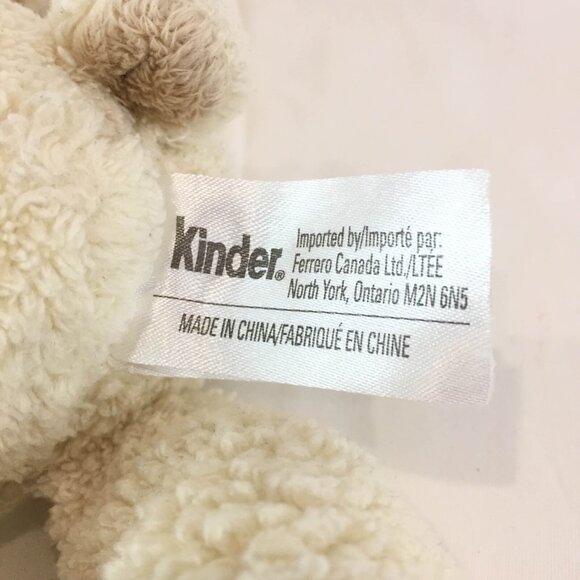 Kinder®
Imported by/Importé par:
Ferrero Canada Ltd./LTÉE
North York, Ontario M2N 6N5
MADE IN CHINA/FABRIQUÉ EN CHINE